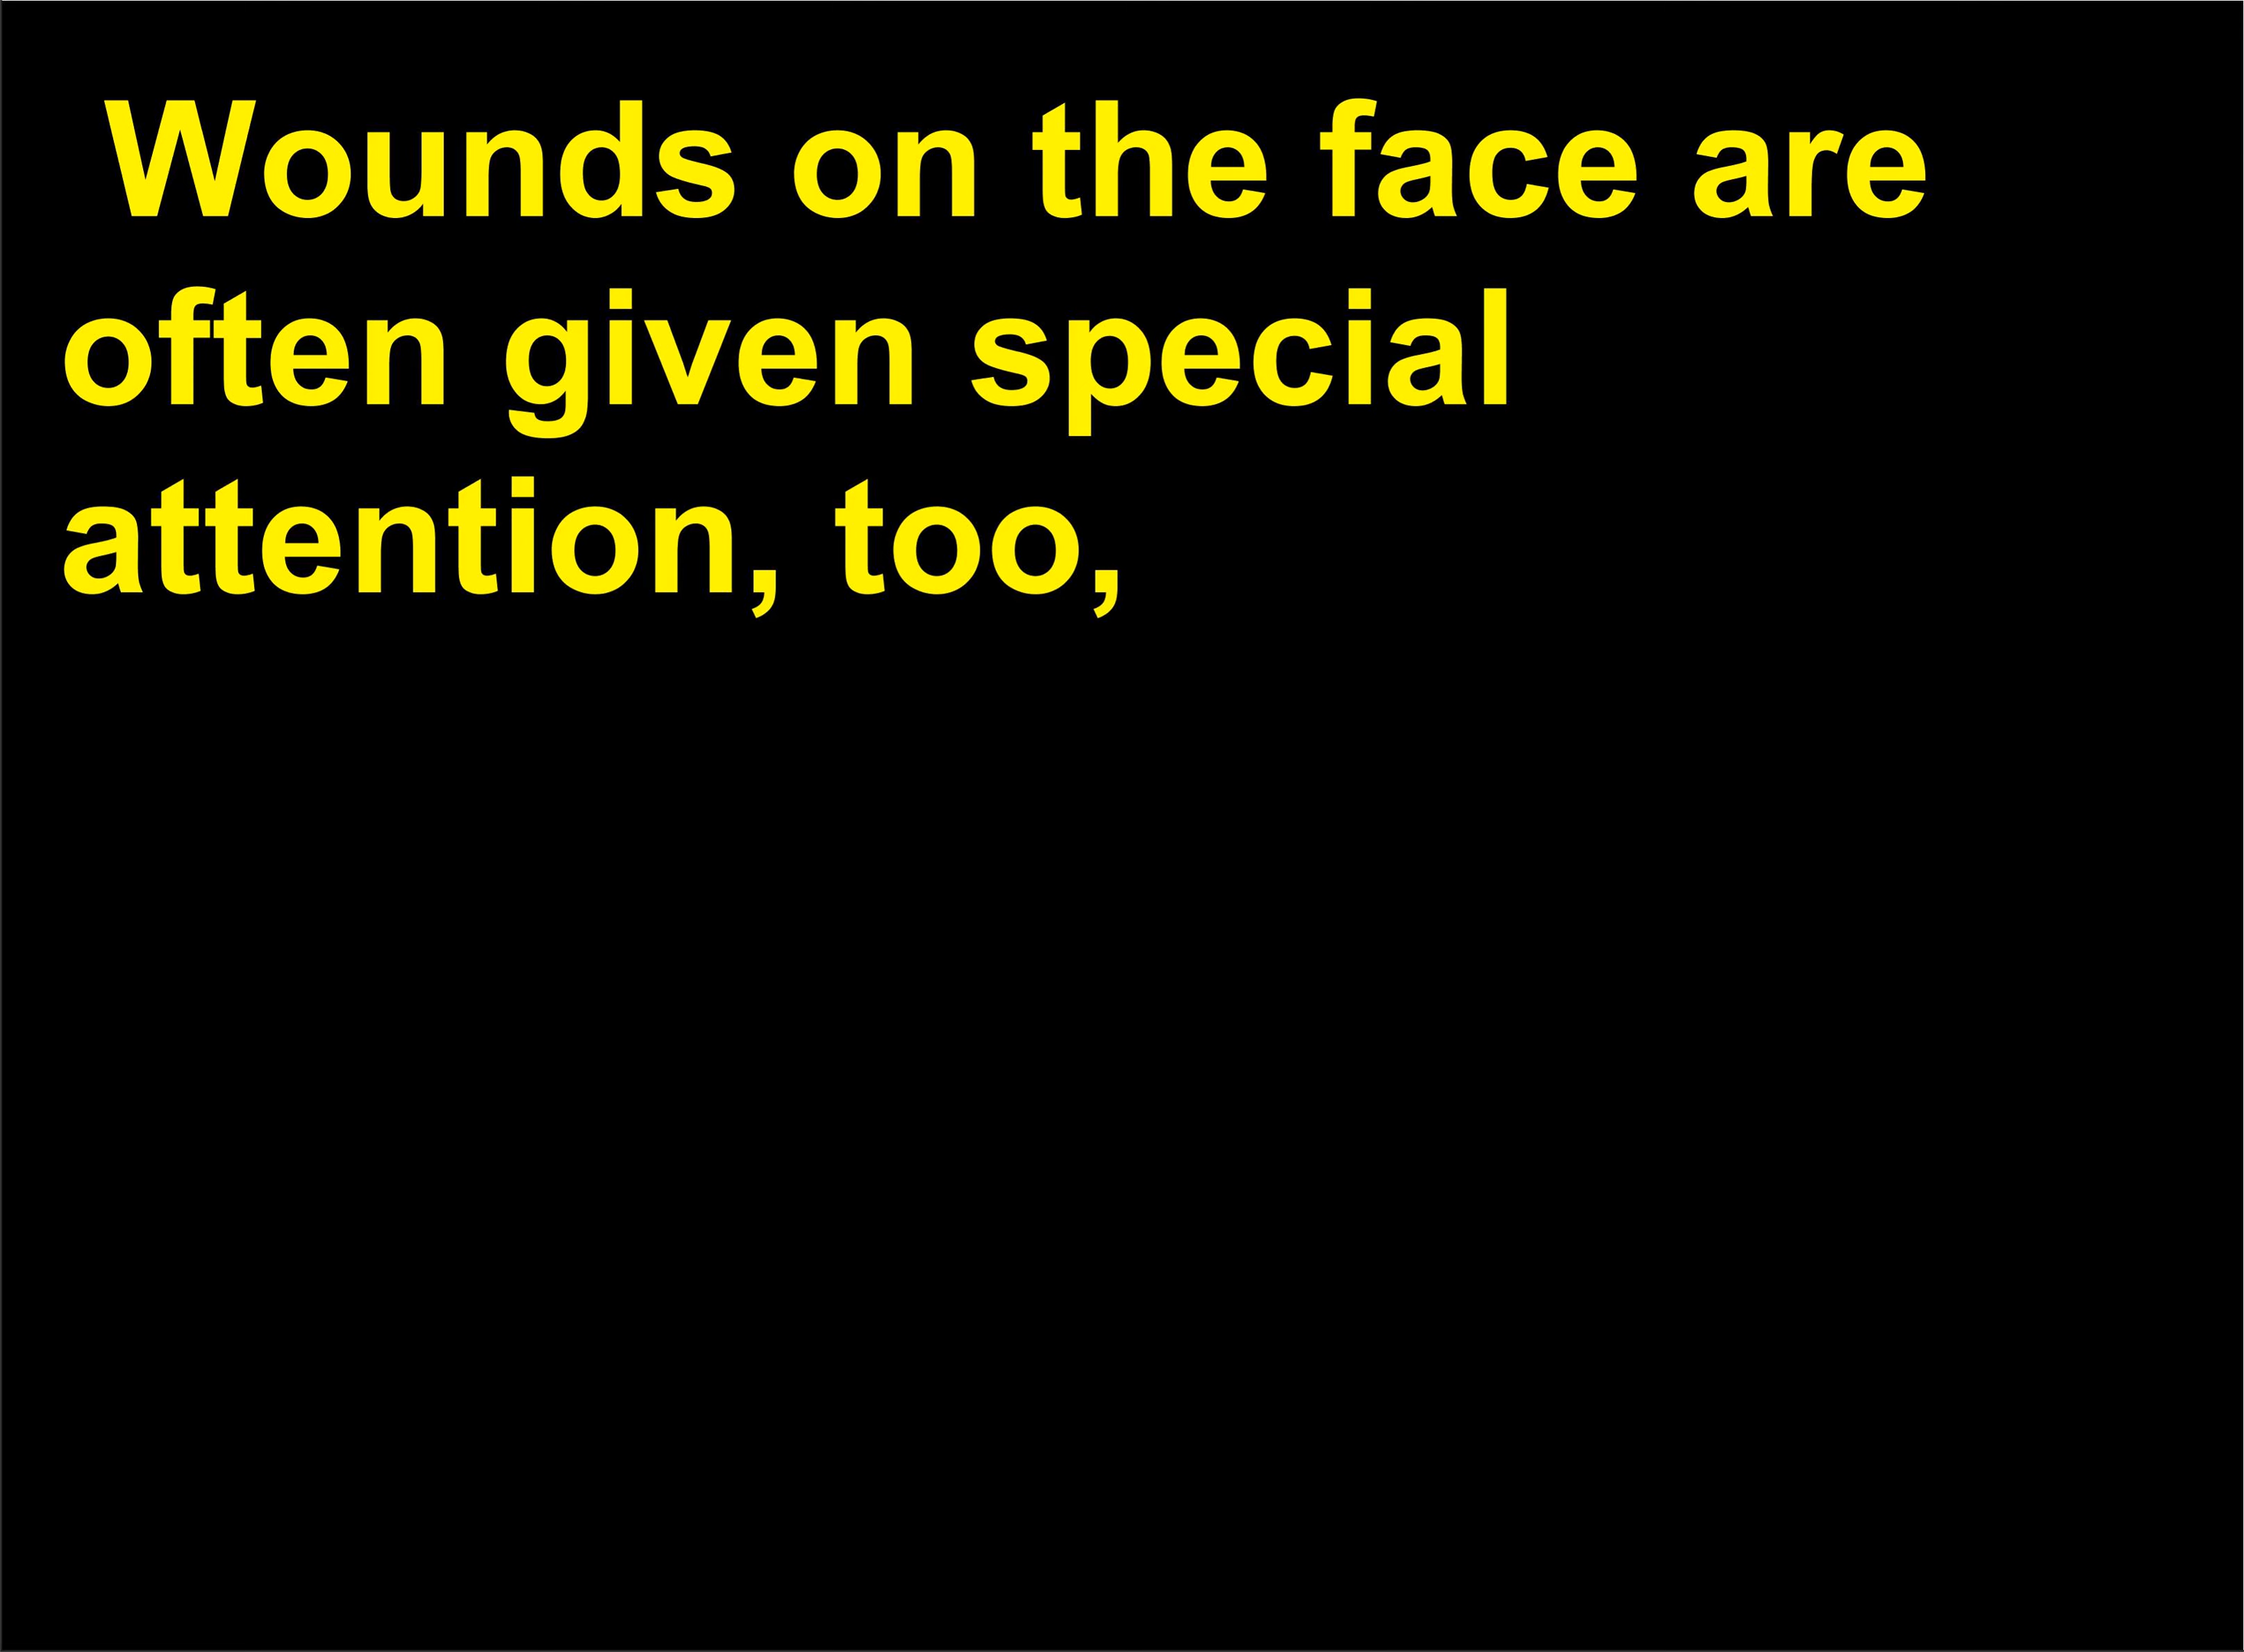 Wounds on the face are
often given special
attention, too,